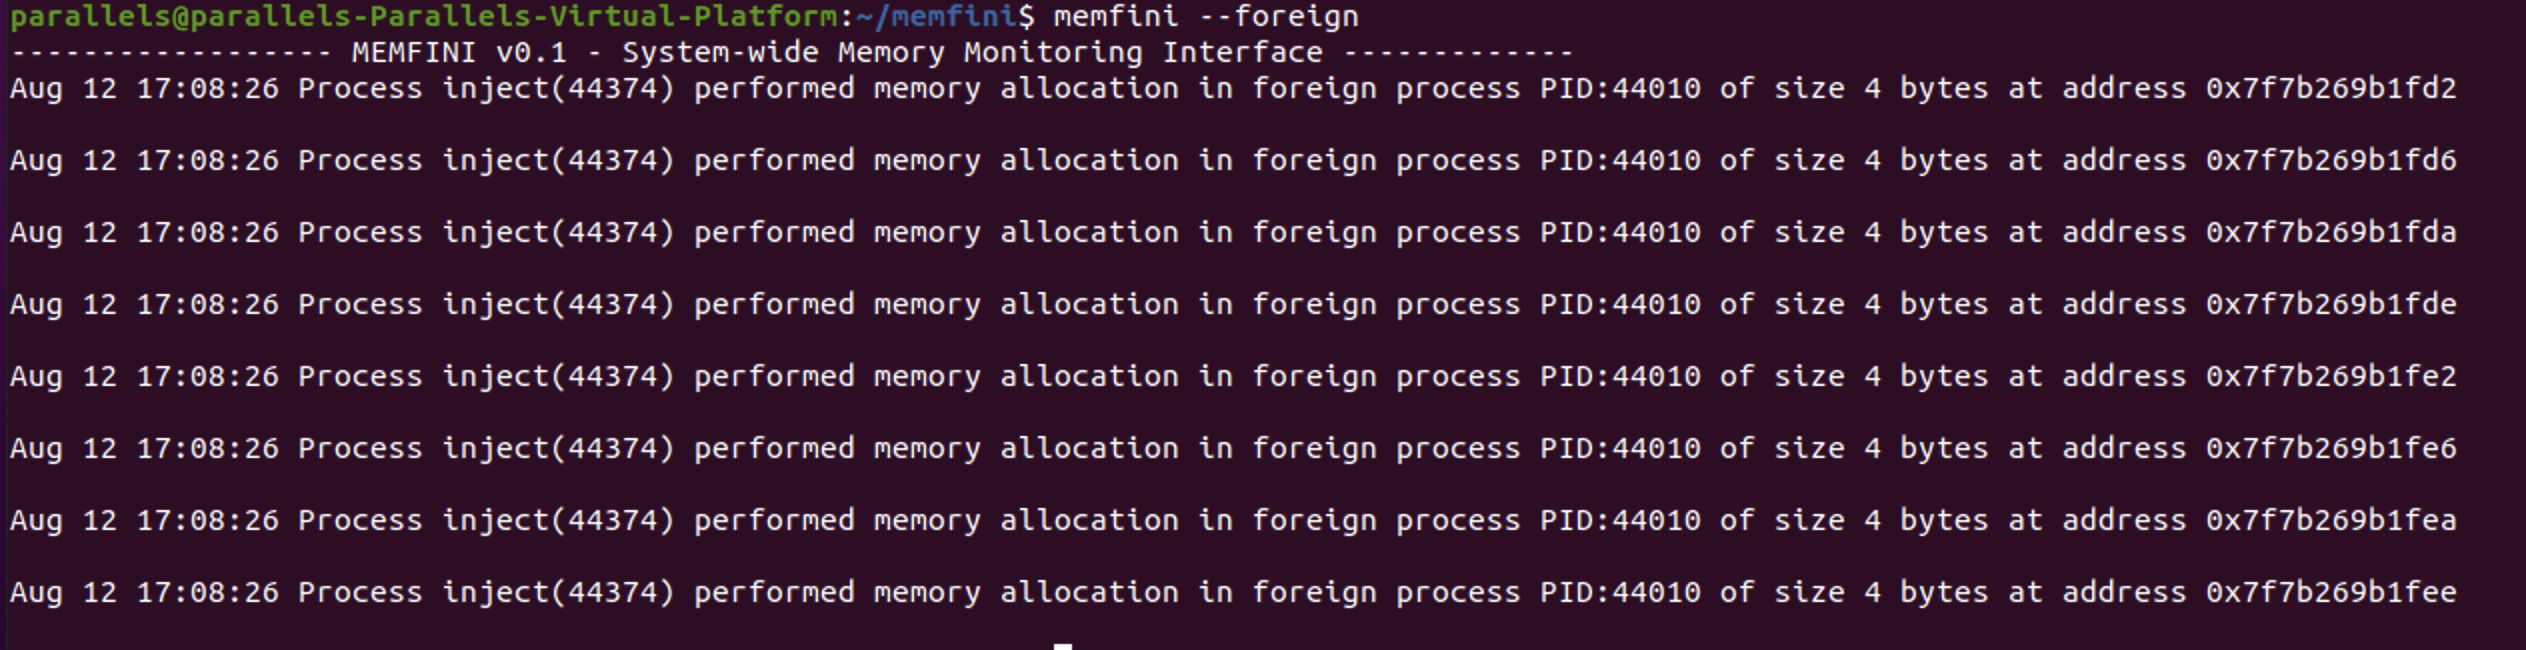 parallels@parallels-Parallels-Virtual-Platform:~/memfini$ memfini --foreign
------------------ MEMFINI v0.1 - System-wide Memory Monitoring Interface -------------
Aug 12 17:08:26 Process inject(44374) performed memory allocation in foreign process PID:44010 of size 4 bytes at address 0x7f7b269b1fd2
Aug 12 17:08:26 Process inject(44374) performed memory allocation in foreign process PID:44010 of size 4 bytes at address 0x7f7b269b1fd6
Aug 12 17:08:26 Process inject(44374) performed memory allocation in foreign process PID:44010 of size 4 bytes at address 0x7f7b269b1fda
Aug 12 17:08:26 Process inject(44374) performed memory allocation in foreign process PID:44010 of size 4 bytes at address 0x7f7b269b1fde
Aug 12 17:08:26 Process inject(44374) performed memory allocation in foreign process PID:44010 of size 4 bytes at address 0x7f7b269b1fe2
Aug 12 17:08:26 Process inject(44374) performed memory allocation in foreign process PID:44010 of size 4 bytes at address 0x7f7b269b1fe6
Aug 12 17:08:26 Process inject(44374) performed memory allocation in foreign process PID:44010 of size 4 bytes at address 0x7f7b269b1fea
Aug 12 17:08:26 Process inject(44374) performed memory allocation in foreign process PID:44010 of size 4 bytes at address 0x7f7b269b1fee